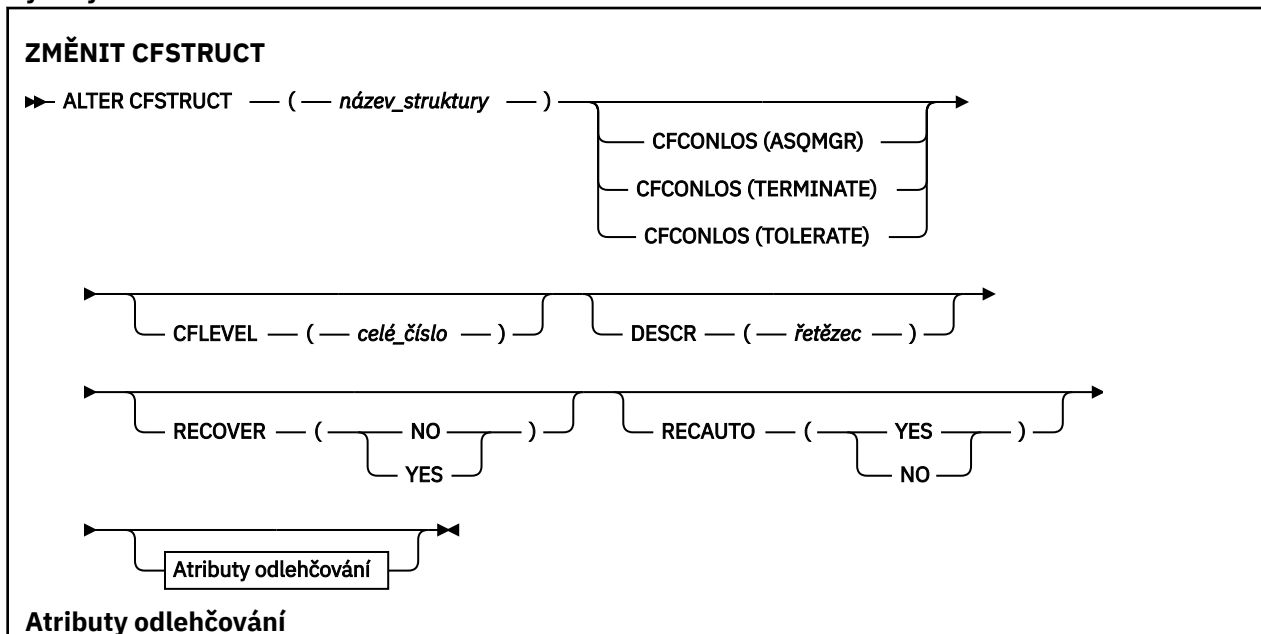 ZMĚNIT CFSTRUCT
ALTER CFSTRUCT ( název_struktury )
CFCONLOS (ASQMGR)
CFCONLOS (TERMINATE)
CFCONLOS (TOLERATE)
CFLEVEL ( celé_číslo ) DESCR ( řetězec )
RECOVER ( NO ) RECAUTO ( YES )
YES NO
Atributy odlehčování
Atributy odlehčování